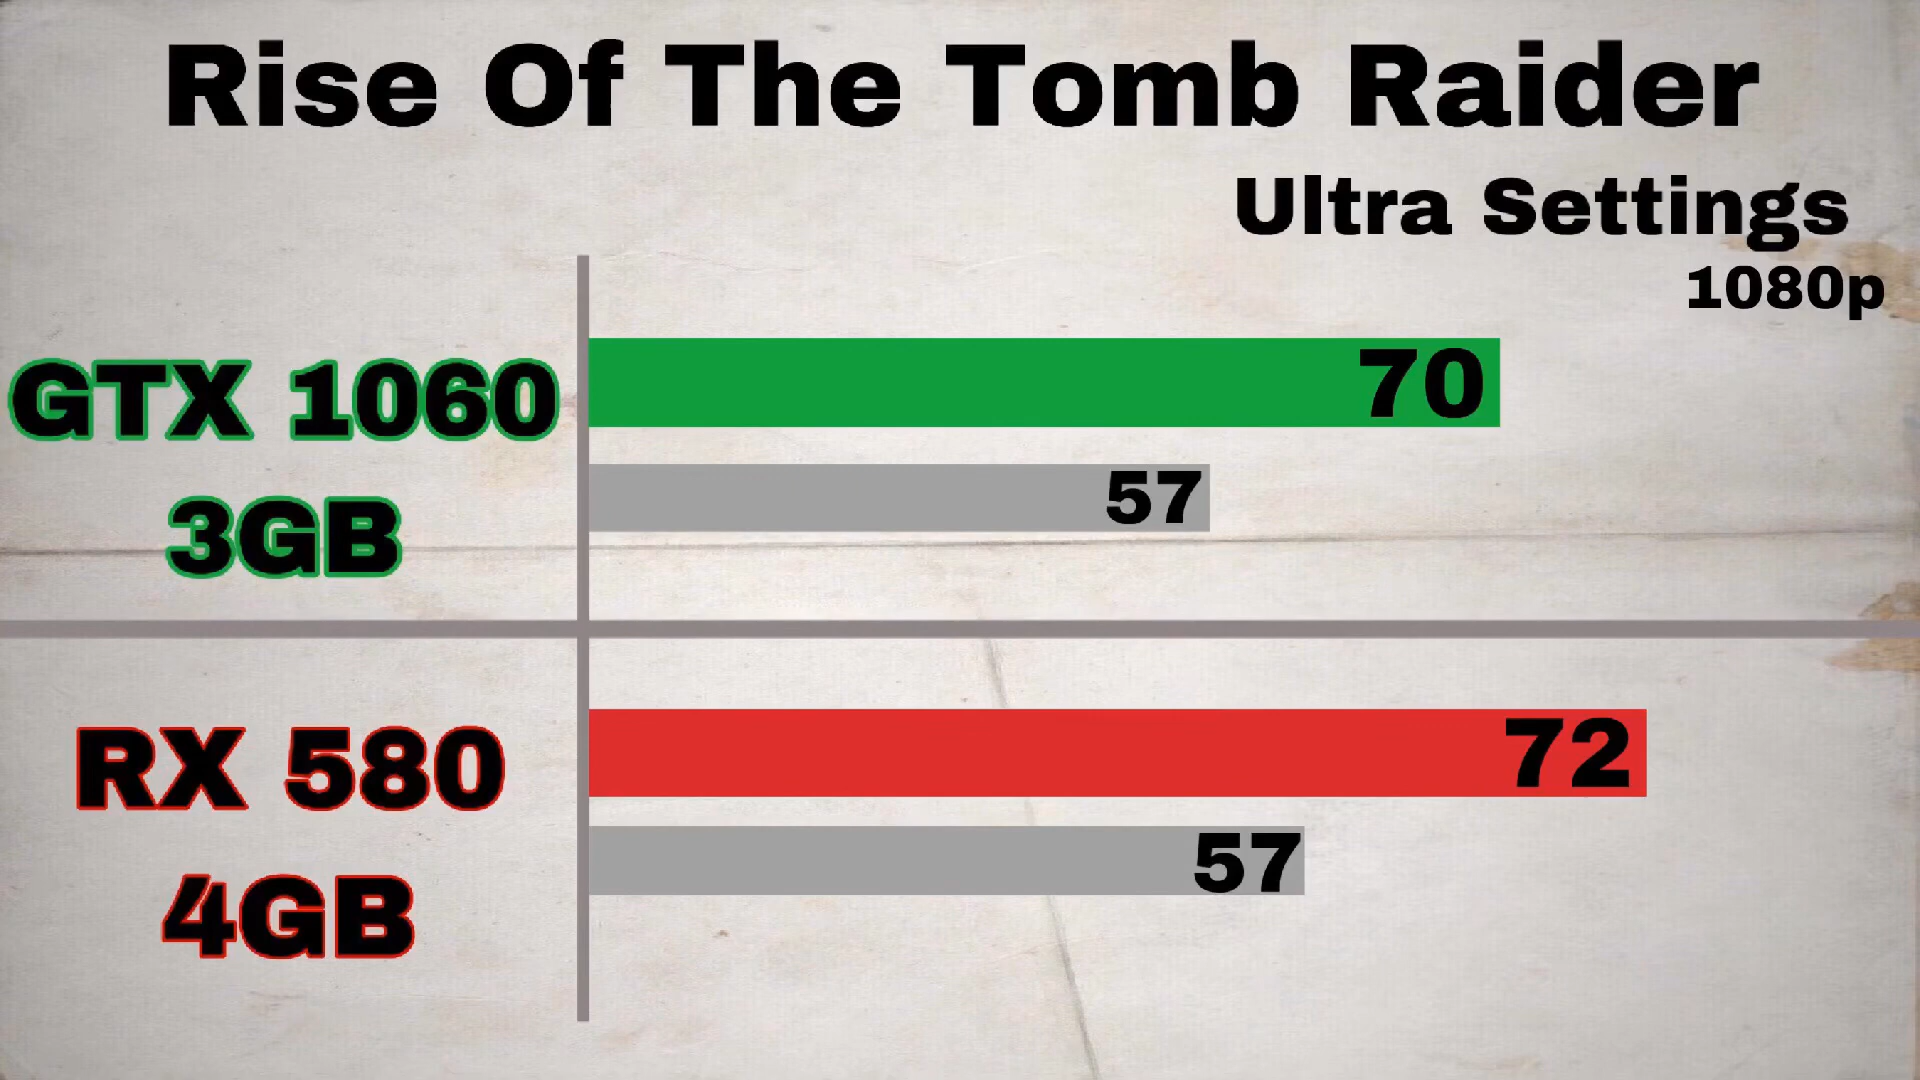 Rise Of The Tomb Raider
Ultra Settings
1080p
GTX 1060
3GB
70
57
RX 580
4GB
72
57